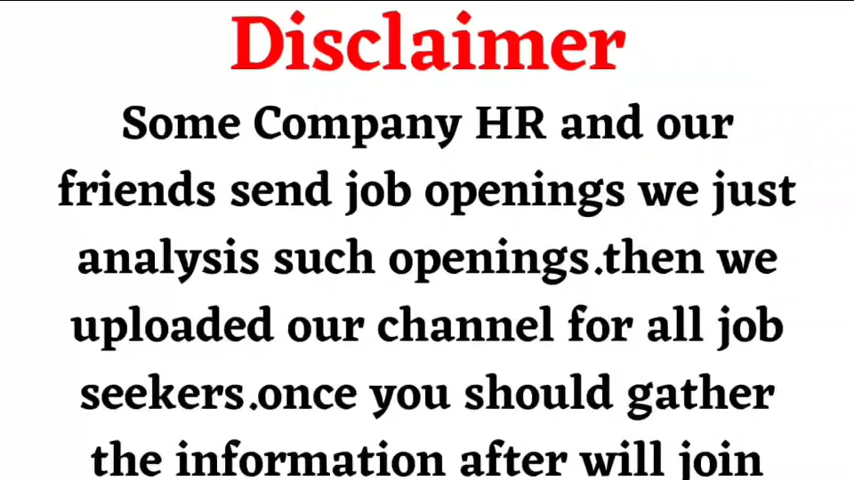 Disclaimer
Some Company HR and our
friends send job openings we just
analysis such openings.then we
uploaded our channel for all job
seekers.once you should gather
the information after will join